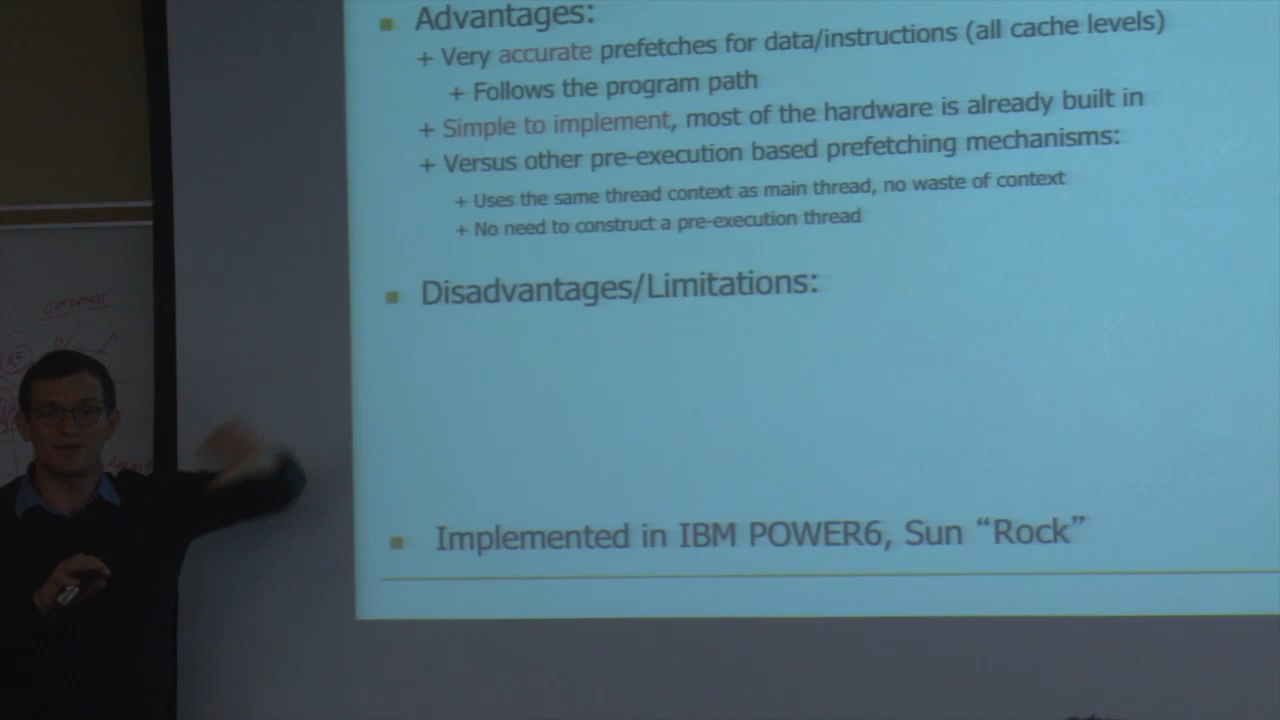 Advantages:
+ Very accurate prefetches for data/instructions (all cache levels)
+ Follows the program path
+ Simple to implement, most of the hardware is already built in
+ Versus other pre-execution based prefetching mechanisms:
+ Uses the same thread context as main thread, no waste of context
+ No need to construct a pre-execution thread
Disadvantages/Limitations:
Implemented in IBM POWER6, Sun “Rock”